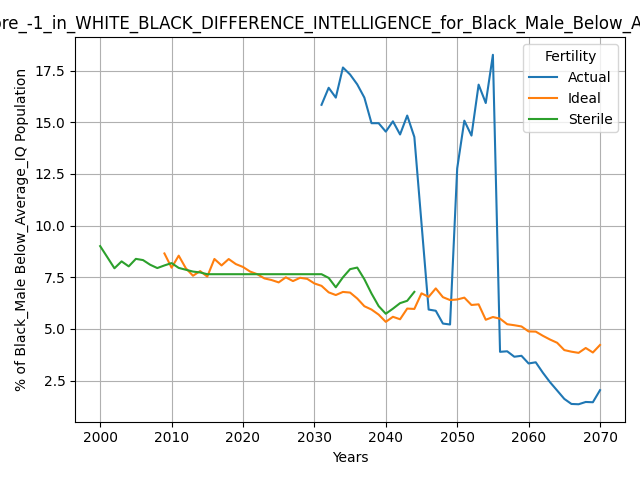 ore_-1_in_WHITE_BLACK_DIFFERENCE_INTELLIGENCE_for_Black_Male_Below_A
Fertility
Actual
Ideal
Sterile
% of Black_Male Below_Average_IQ Population
17.5
15.0
12.5
10.0
7.5
5.0
2.5
2000 2010 2020 2030 2040 2050 2060 2070
Years